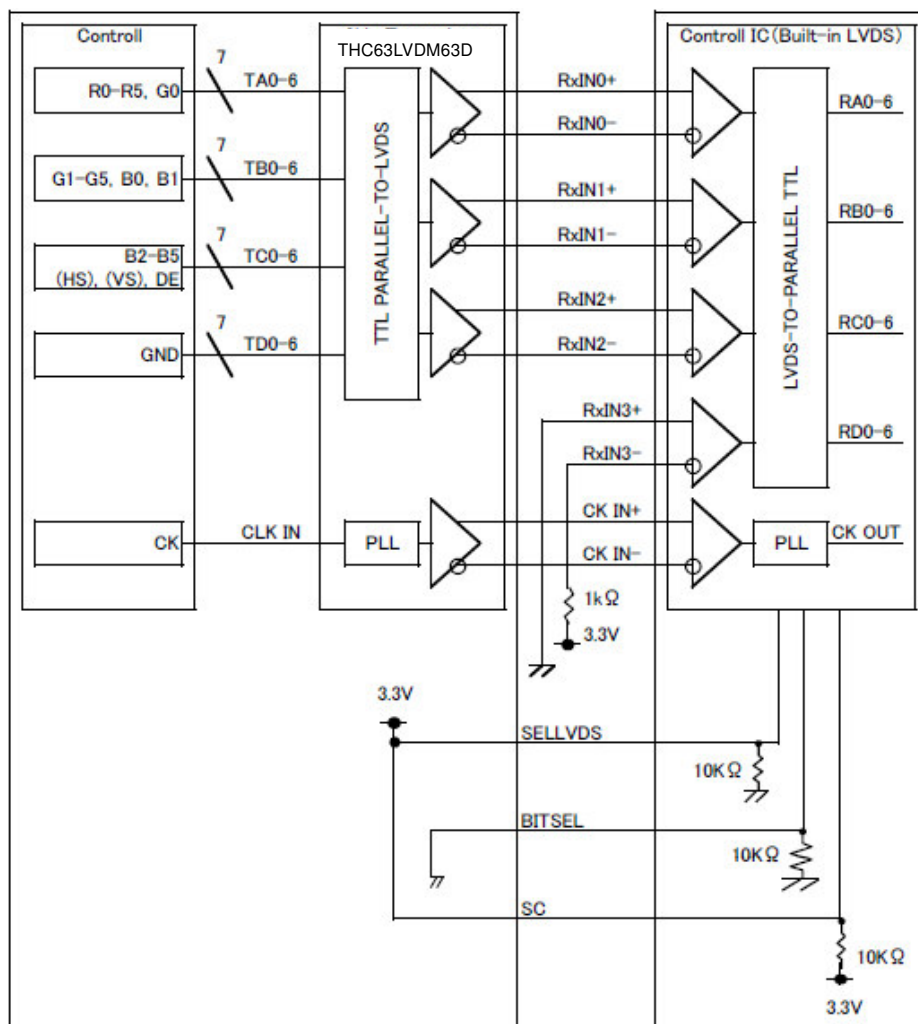 Controll
THC63LVDM63D
Controll IC(Built-in LVDS)
R0-R5, G0
7
TA0-6
RxIN0+
RxIN0-
RA0-6
G1-G5, B0, B1
7
TB0-6
RxIN1+
RxIN1-
RB0-6
B2-B5
(HS), (VS), DE
TC0-6
RxIN2+
RxIN2-
RC0-6
GND
7
TD0-6
TTL PARALLEL-TO-LVDS
LVDS-TO-PARALLEL TTL
RxIN3+
RxIN3-
RD0-6
CK
CLK IN
PLL
CK IN+
CK IN-
PLL
CK OUT
1kΩ
3.3V
3.3V
SELLVDS
10KΩ
BITSEL
10KΩ
SC
10KΩ
3.3V